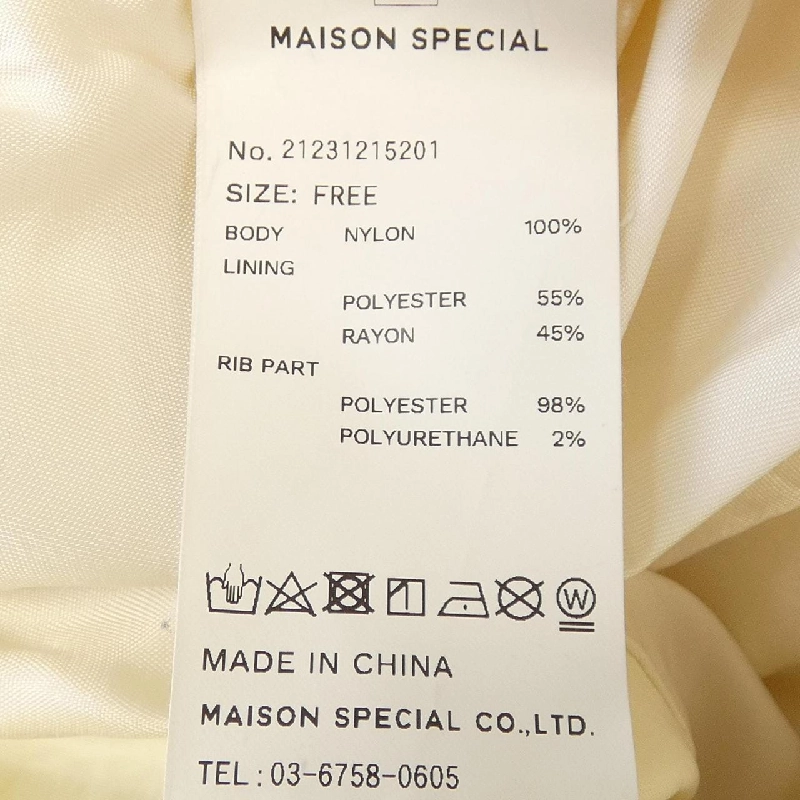 MAISON SPECIAL
No. 21231215201
SIZE: FREE
BODY NYLON 100%
LINING
POLYESTER 55%
RAYON 45%
RIB PART
POLYESTER 98%
POLYURETHANE 2%
W
MADE IN CHINA
MAISON SPECIAL CO.,LTD.
TEL : 03-6758-0605